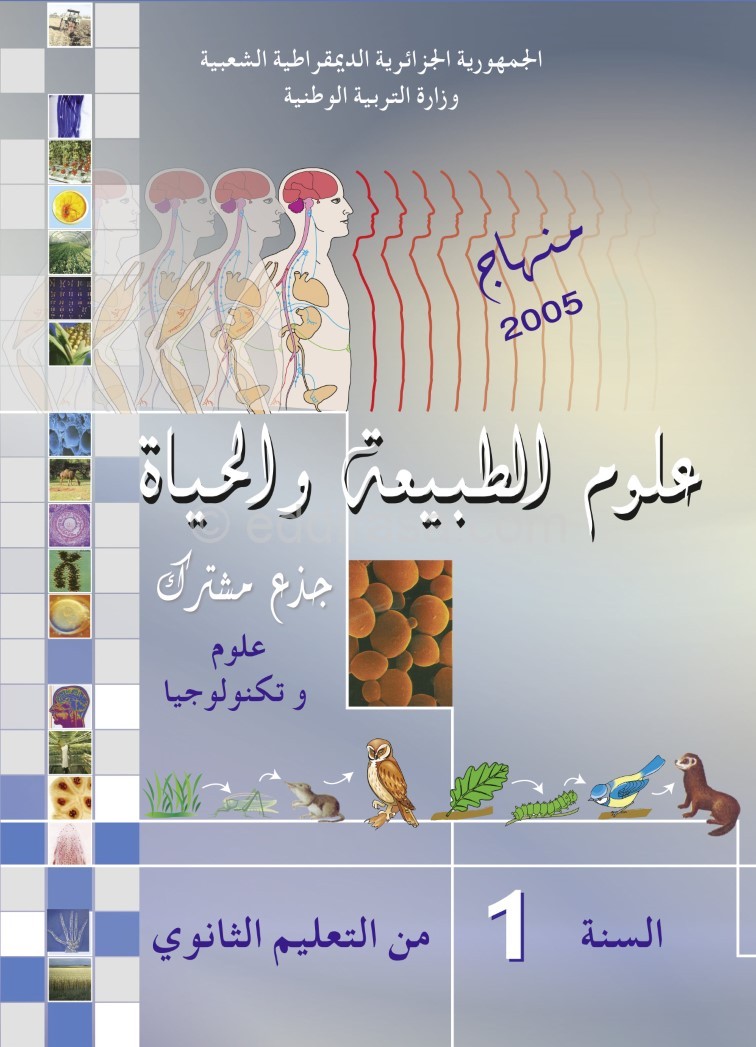 الجمهورية الجزائرية الديمقراطية الشعبية
وزارة التربية الوطنية
منهاج
2005
علوم الطبيعة والحياة
جذع مشترك
علوم
و تكنولوجيا
السنة 1 من التعليم الثانوي